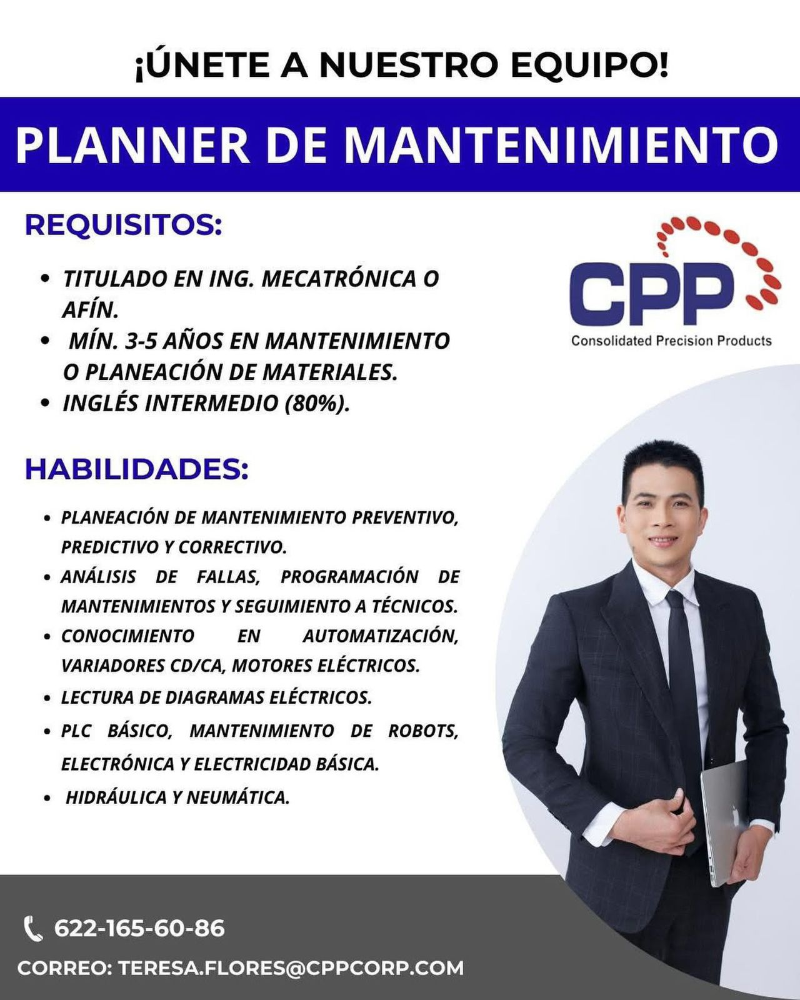 ¡ÚNETE A NUESTRO EQUIPO!
PLANNER DE MANTENIMIENTO
REQUISITOS:
• TITULADO EN ING. MECATRÓNICA O
AFÍN.
• MÍN. 3-5 AÑOS EN MANTENIMIENTO
O PLANEACIÓN DE MATERIALES.
• INGLÉS INTERMEDIO (80%).
CPP
Consolidated Precision Products
HABILIDADES:
• PLANEACIÓN DE MANTENIMIENTO PREVENTIVO,
PREDICTIVO Y CORRECTIVO.
• ANÁLISIS DE FALLAS, PROGRAMACIÓN DE
MANTENIMIENTOS Y SEGUIMIENTO A TÉCNICOS.
• CONOCIMIENTO EN AUTOMATIZACIÓN,
VARIADORES CD/CA, MOTORES ELÉCTRICOS.
• LECTURA DE DIAGRAMAS ELÉCTRICOS.
• PLC BÁSICO, MANTENIMIENTO DE ROBOTS,
ELECTRÓNICA Y ELECTRICIDAD BÁSICA.
• HIDRÁULICA Y NEUMÁTICA.
622-165-60-86
CORREO: TERESA.FLORES@CPPCORP.COM